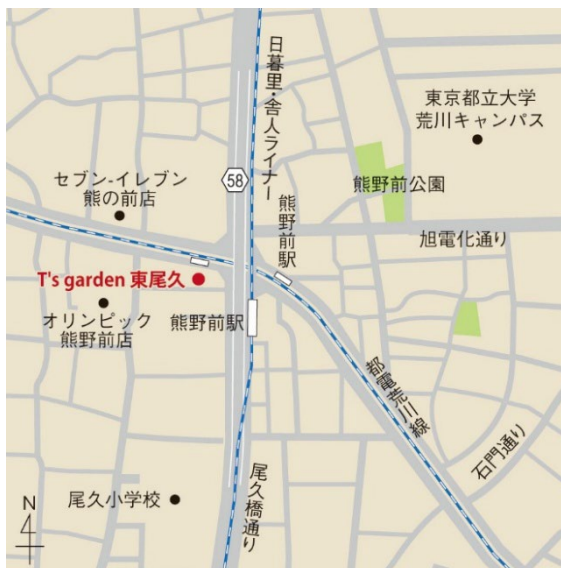 日暮里・舎人ライナー
東京都立大学
荒川キャンパス
58
セブン-イレブン
熊の前店
熊野前公園
熊野前駅
旭電化通り
T's garden 東尾久
オリンピック
熊野前店
熊野前駅
都電荒川線
石門通り
尾久小学校
尾久橋通り
N
4